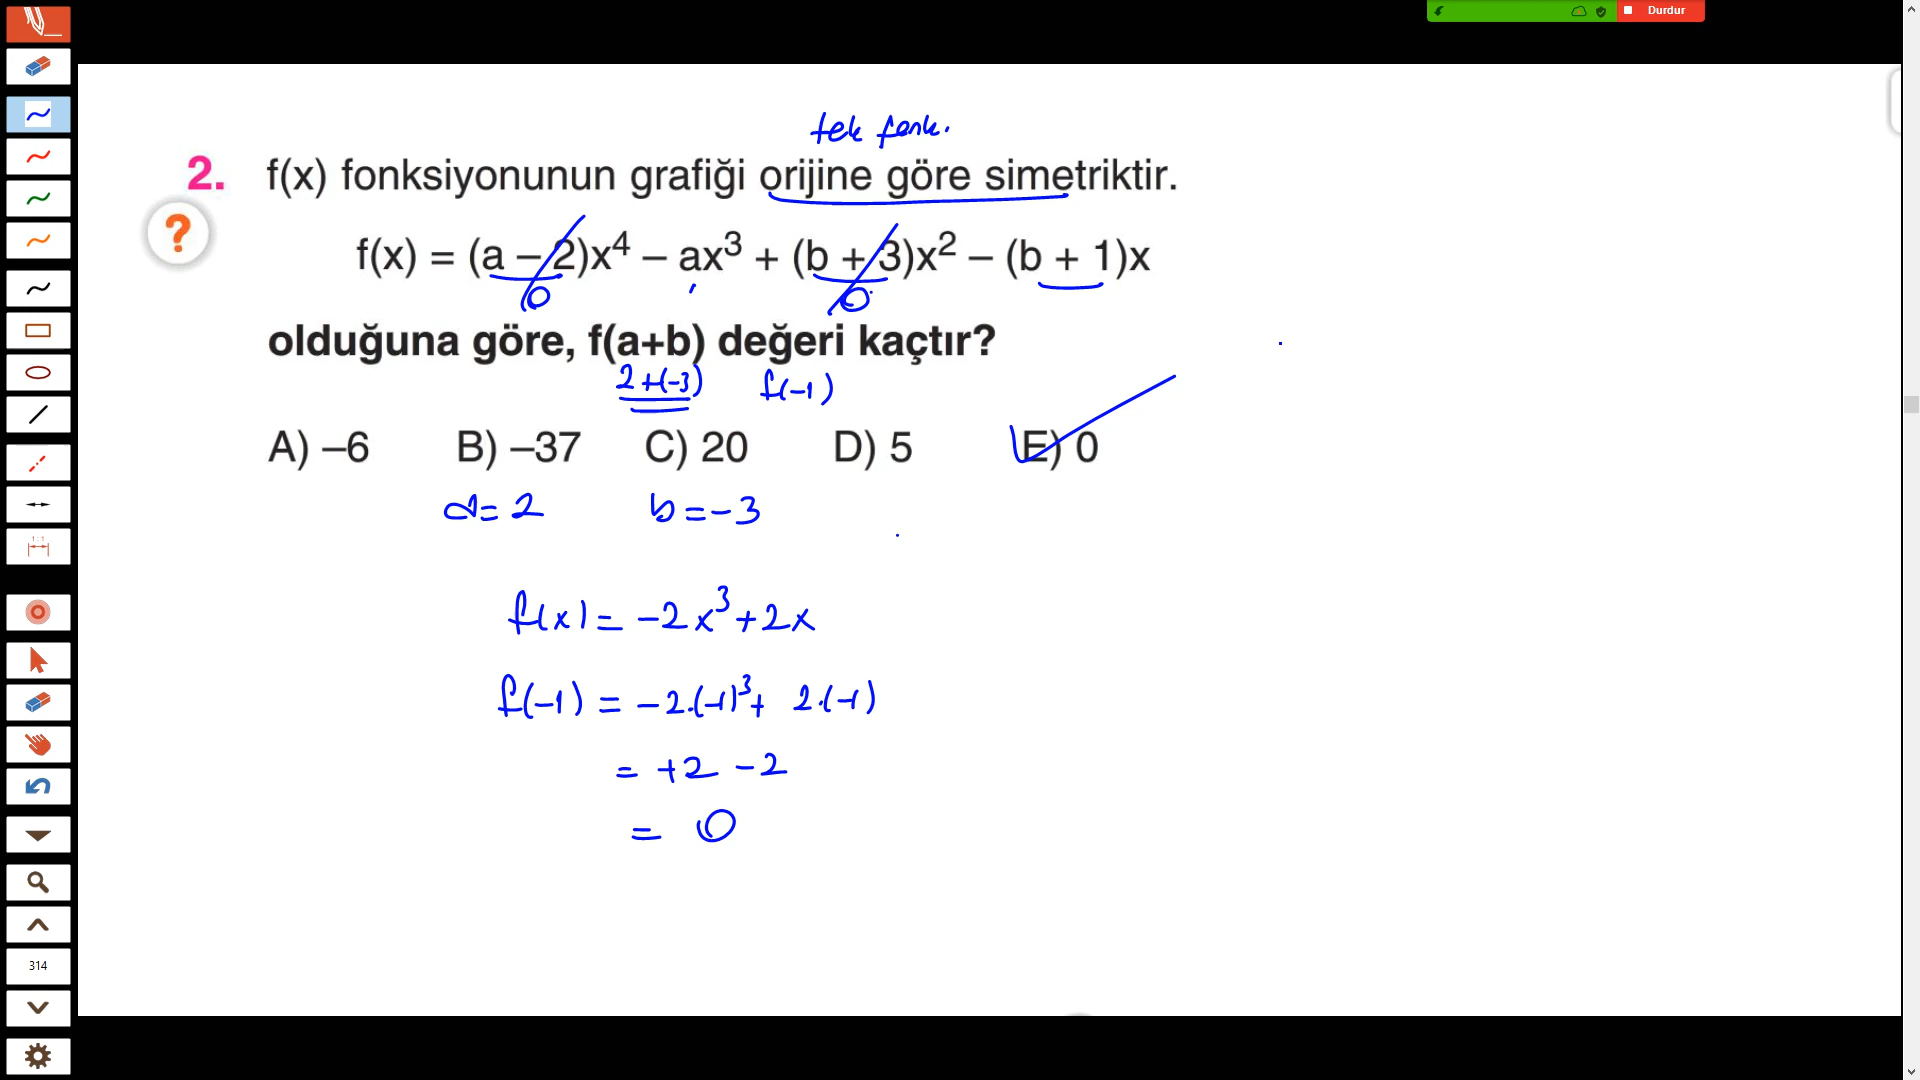 Durdur
tek fonk.
2. f(x) fonksiyonunun grafiği orijine göre simetriktir.
?
f(x) = (a – 2)x⁴ – ax³ + (b + 3)x² – (b + 1)x
0 0
olduğuna göre, f(a+b) değeri kaçtır?
2+(-3) f(-1)
A) –6 B) –37 C) 20 D) 5 E) 0
a = 2 b = -3
f(x) = -2x³ + 2x
f(-1) = -2.(-1)³ + 2.(-1)
= +2 -2
= 0
1:1
314